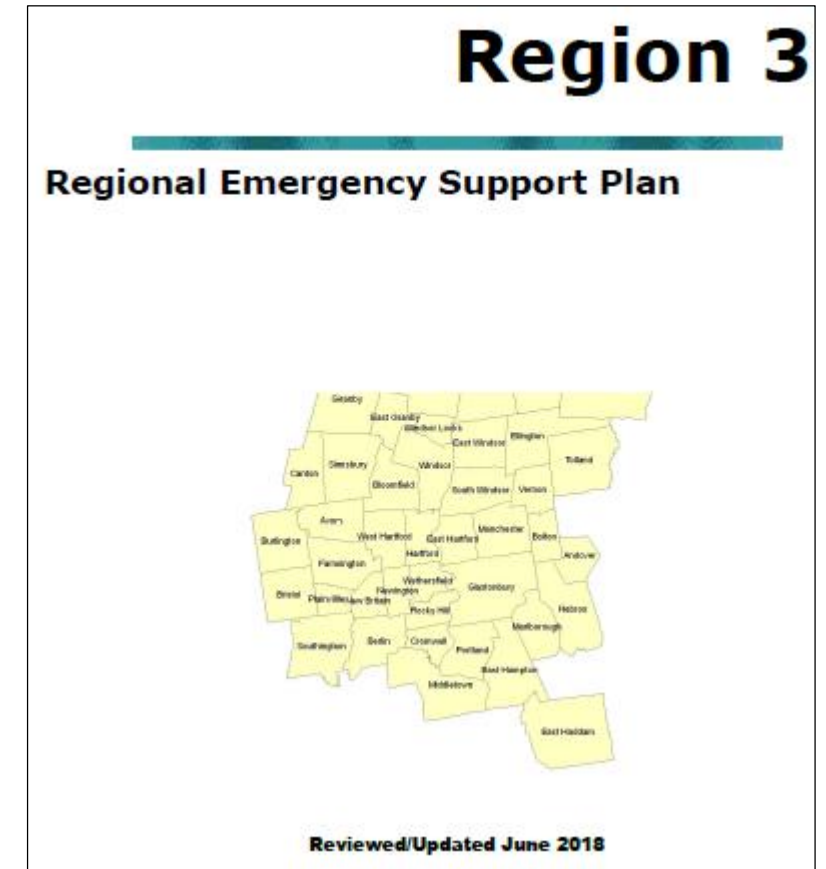 Region 3
Regional Emergency Support Plan
Granby
East Granby
Windsor Locks
East Windsor
Ellington
Tolland
Canton
Simsbury
Windsor
Bloomfield
South Windsor
Vernon
Avon
Burlington
West Hartford
East Hartford
Manchester
Bolton
Hartford
Andover
Farmington
Wethersfield
Glastonbury
Newington
Bristol
Plainville
New Britain
Rocky Hill
Hebron
Marlborough
Southington
Berlin
Cromwell
Portland
East Hampton
Middletown
East Haddam
Reviewed/Updated June 2018